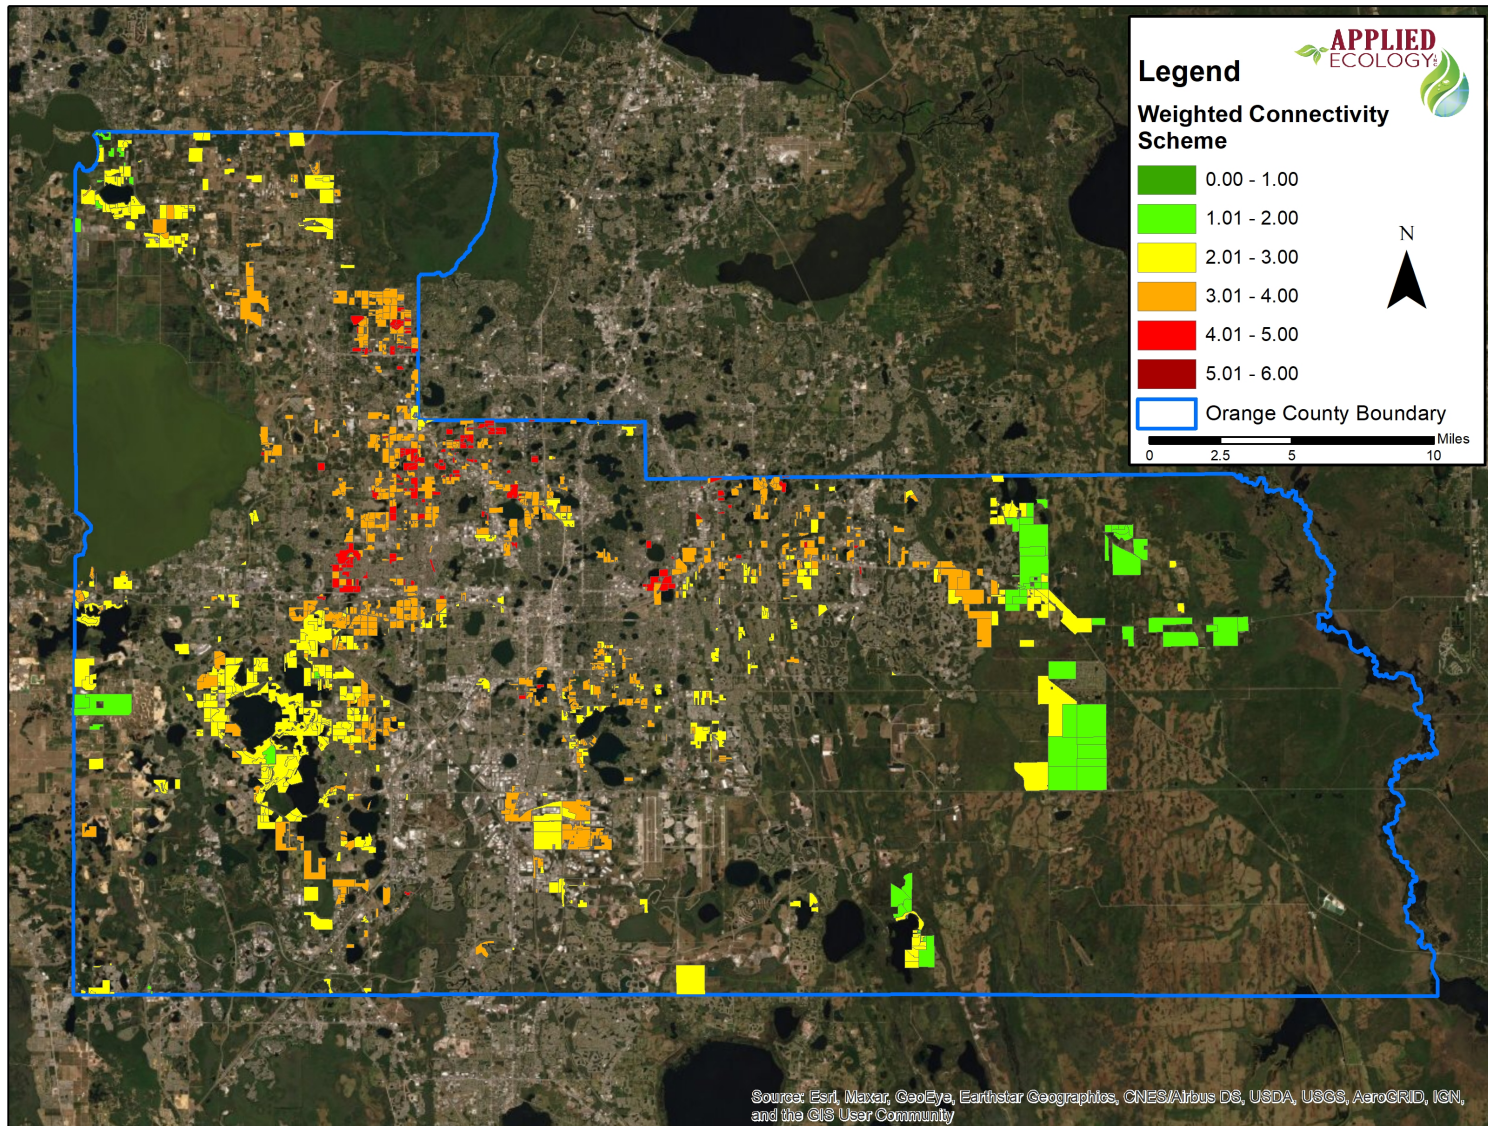 APPLIED
ECOLOGY INC
Legend
Weighted Connectivity
Scheme
0.00 - 1.00
1.01 - 2.00
2.01 - 3.00
3.01 - 4.00
4.01 - 5.00
5.01 - 6.00
N
Orange County Boundary
Miles
0 2.5 5 10
Source: Esri, Maxar, GeoEye, Earthstar Geographics, CNES/Airbus DS, USDA, USGS, AeroGRID, IGN,
and the GIS User Community